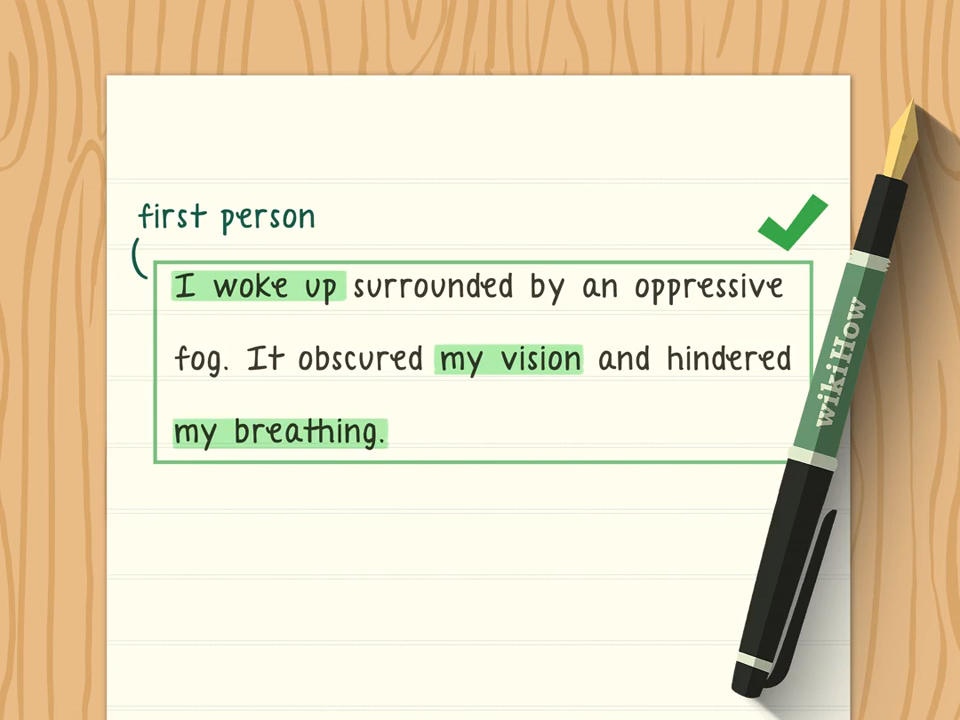 first person
I woke up surrounded by an oppressive
fog. It obscured my vision and hindered
my breathing.
wikiHow